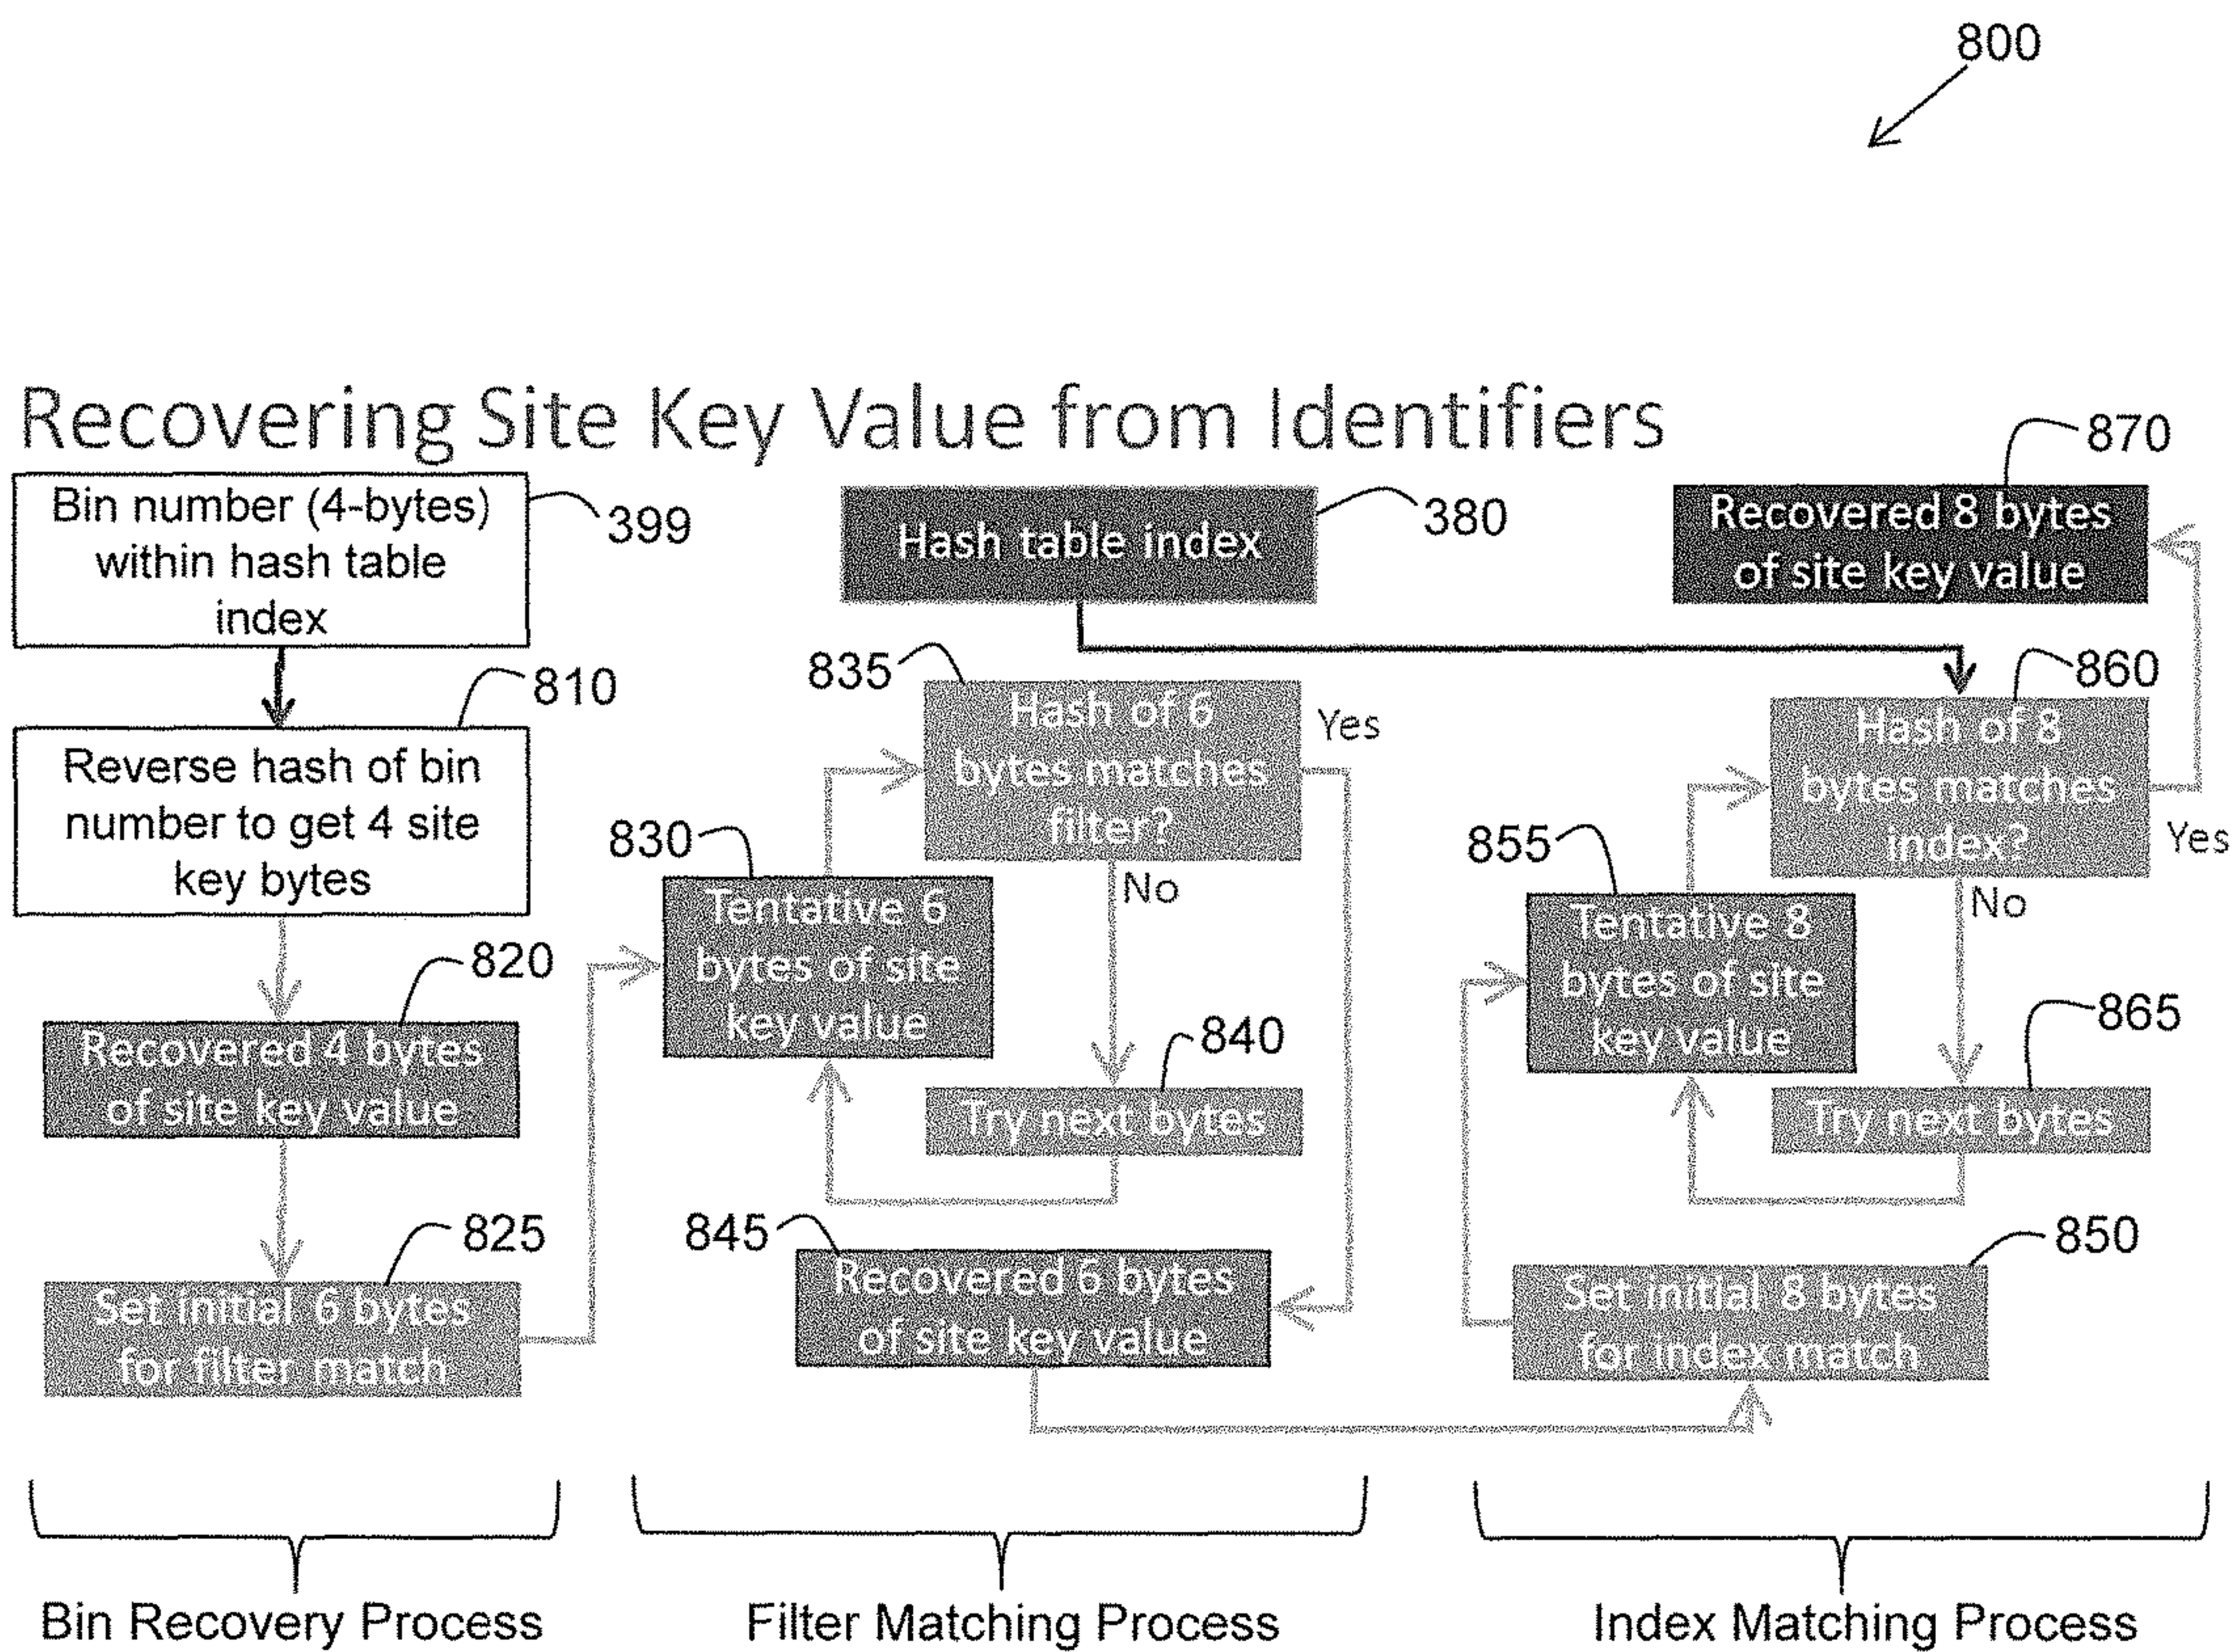 800
Recovering Site Key Value from Identifiers
Bin number (4-bytes)
within hash table
index
399
Reverse hash of bin
number to get 4 site
key bytes
810
Recovered 4 bytes
of site key value
820
Set initial 6 bytes
for filter match
825
Hash table index
380
Hash of 6
bytes matches
filter?
835
Yes
No
Tentative 6
bytes of site
key value
830
Try next bytes
840
Recovered 6 bytes
of site key value
845
Recovered 8 bytes
of site key value
870
Hash of 8
bytes matches
index?
860
Yes
No
Tentative 8
bytes of site
key value
855
Try next bytes
865
Set initial 8 bytes
for index match
850
Bin Recovery Process
Filter Matching Process
Index Matching Process